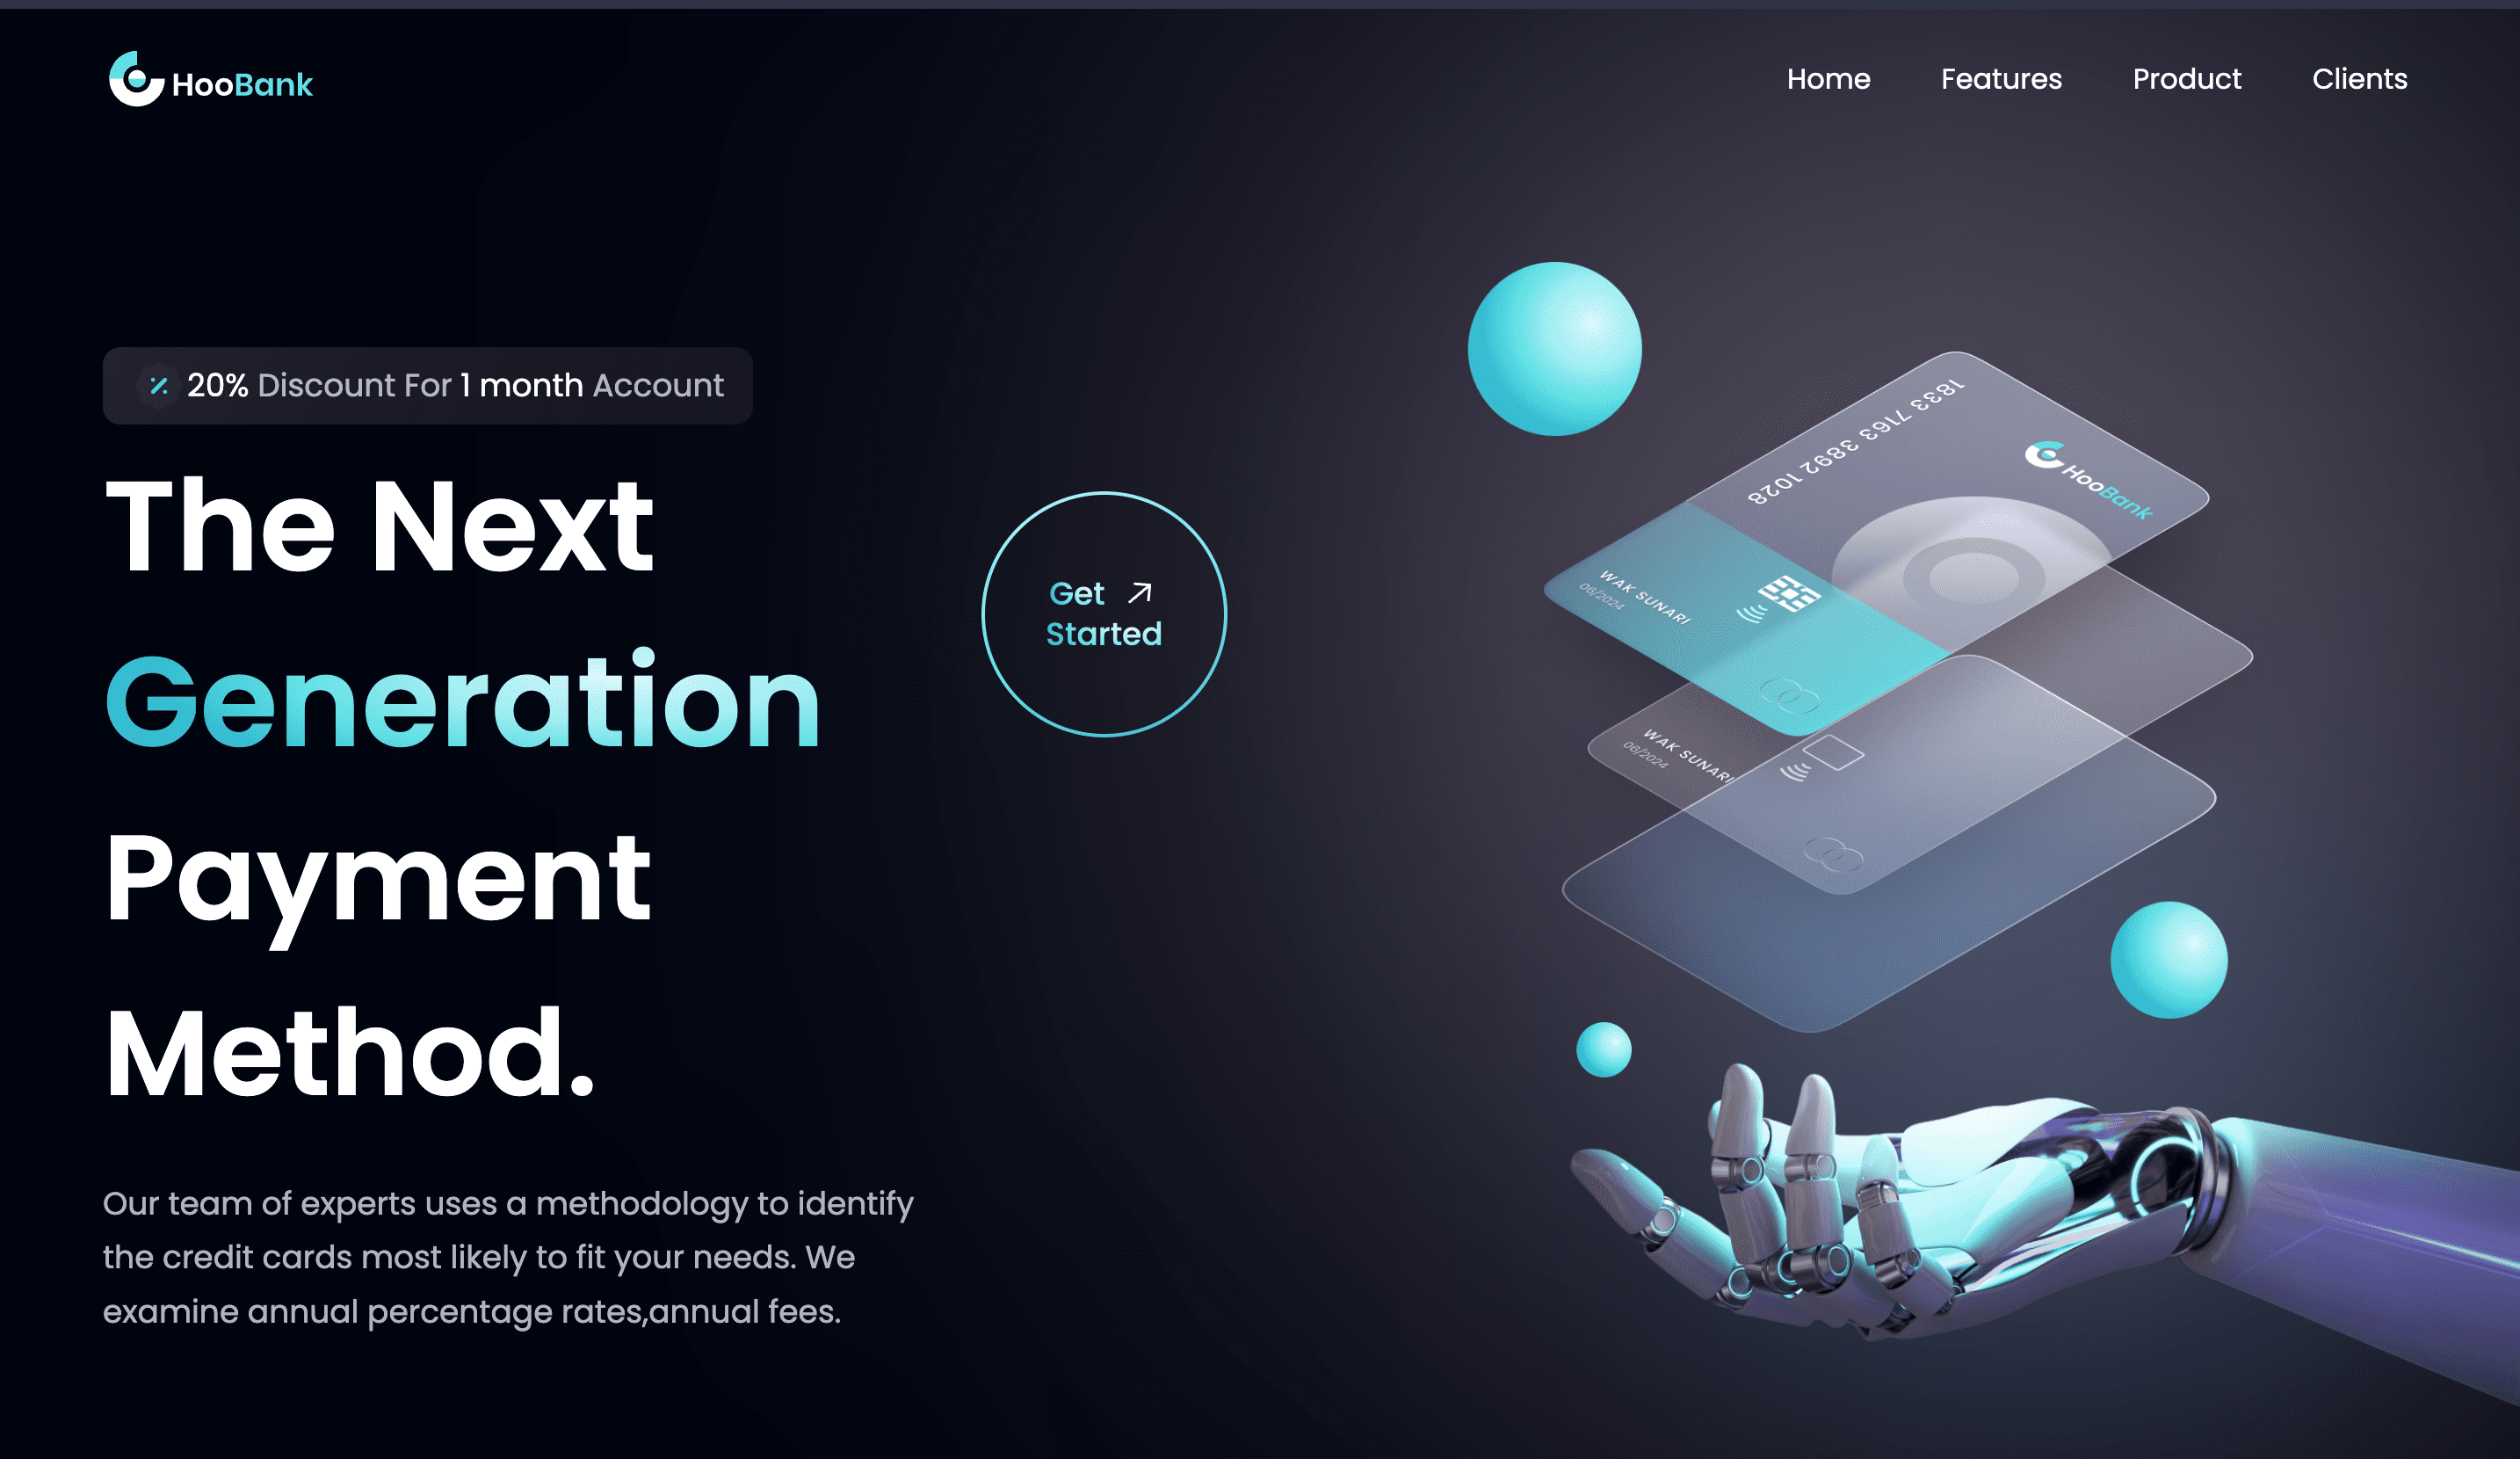 HooBank
Home
Features
Product
Clients
20% Discount For 1 month Account
The Next
Generation
Payment
Method.
Get
Started
Our team of experts uses a methodology to identify
the credit cards most likely to fit your needs. We
examine annual percentage rates,annual fees.
1833 7163 3892 1028
HooBank
WAK SUNARI
06/2024
WAK SUNARI
06/2024